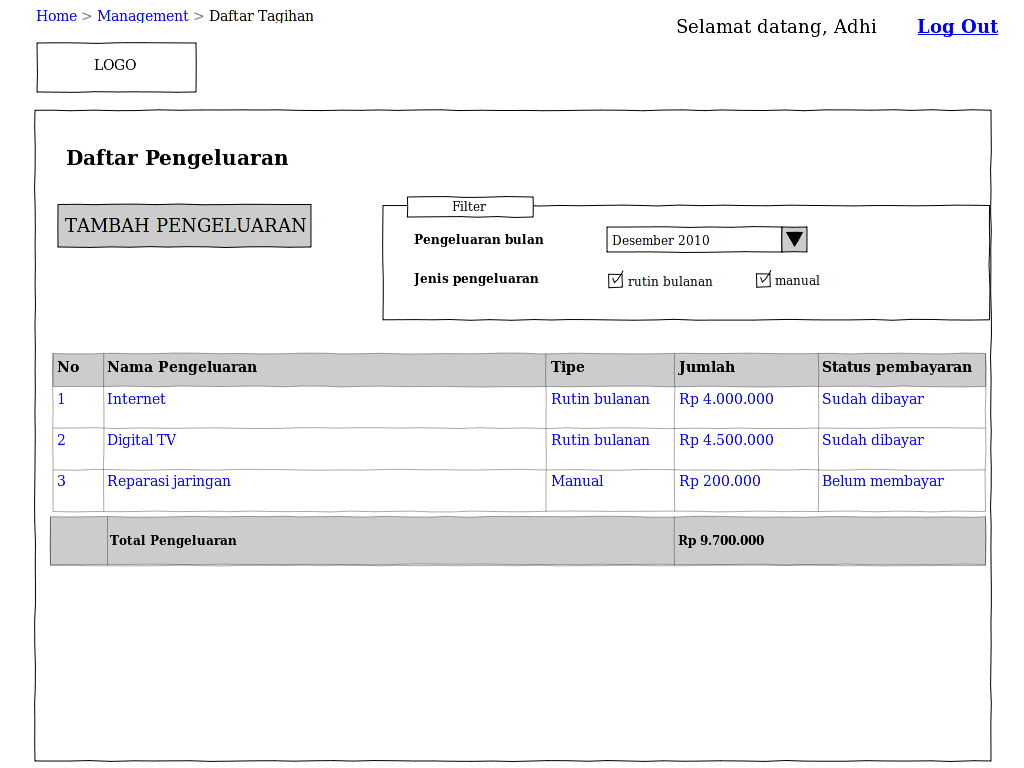 Home > Management > Daftar Tagihan
Selamat datang, Adhi Log Out
LOGO
Daftar Pengeluaran
TAMBAH PENGELUARAN
Filter
Pengeluaran bulan Desember 2010
Jenis pengeluaran rutin bulanan manual
No Nama Pengeluaran Tipe Jumlah Status pembayaran
1 Internet Rutin bulanan Rp 4.000.000 Sudah dibayar
2 Digital TV Rutin bulanan Rp 4.500.000 Sudah dibayar
3 Reparasi jaringan Manual Rp 200.000 Belum membayar
Total Pengeluaran Rp 9.700.000